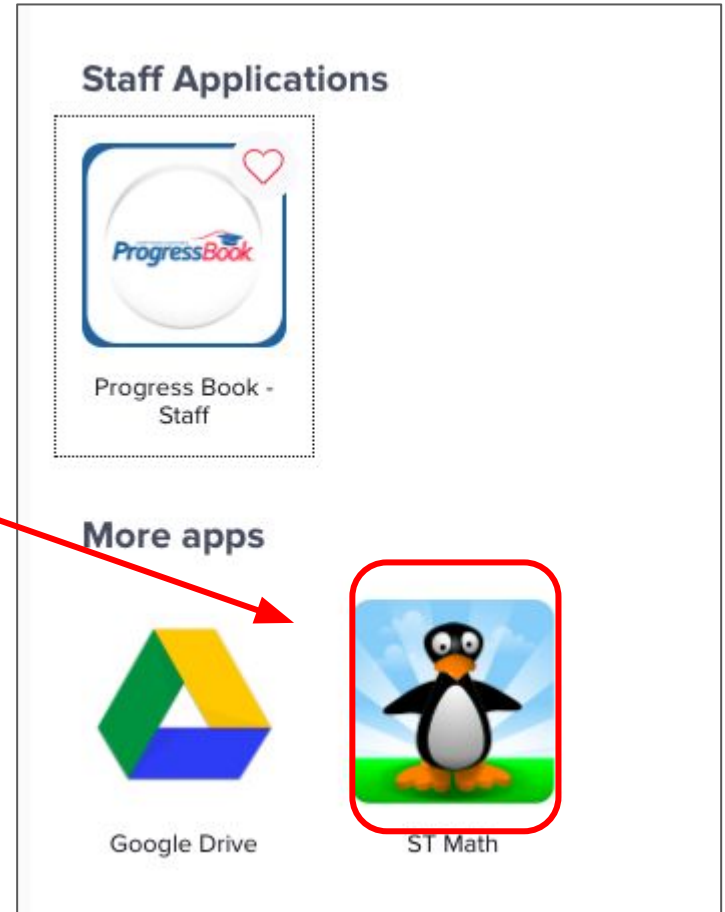 Staff Applications
ProgressBook
Progress Book -
Staff
More apps
Google Drive
ST Math